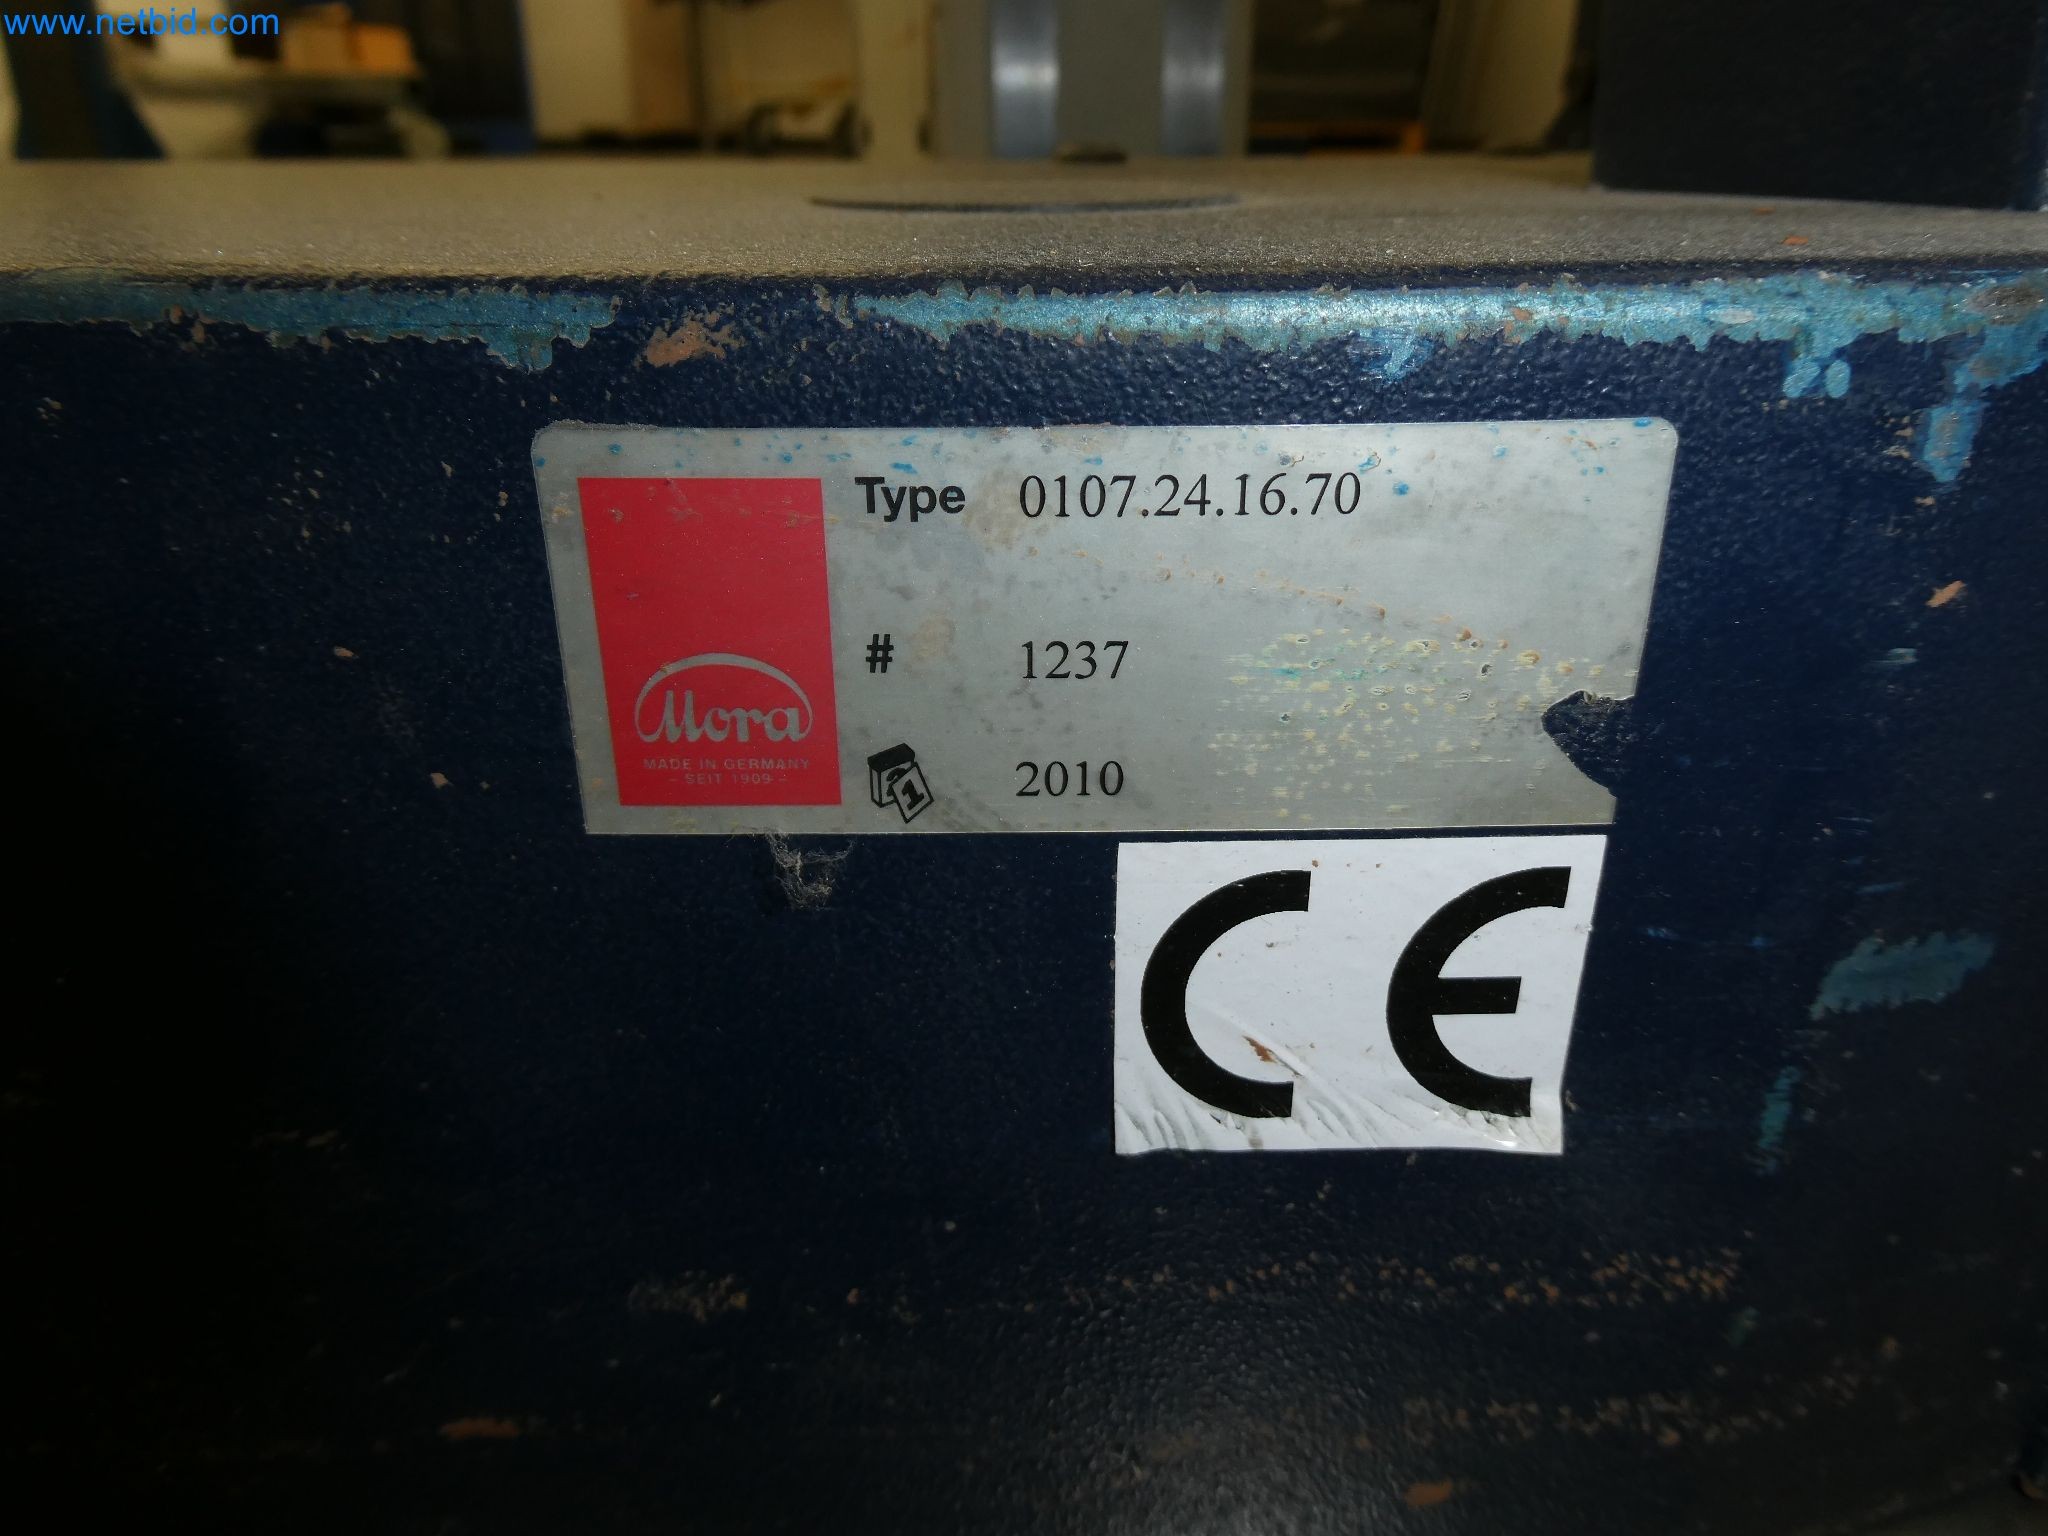 www.netbid.com
Type 0107.24.16.70
# 1237
2010
Mora
MADE IN GERMANY
- SEIT 1909 -
1
CE